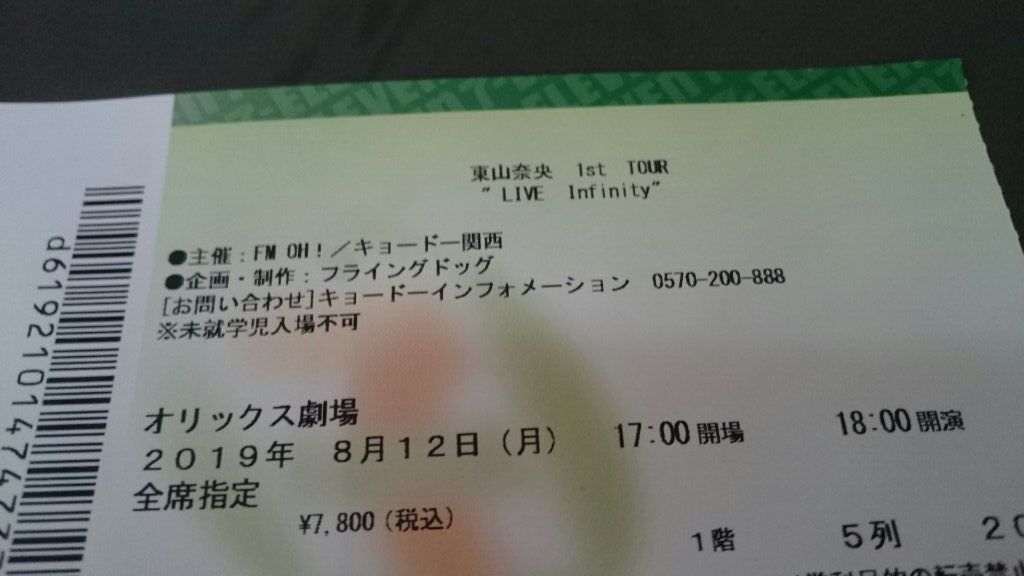 東山奈央 1st TOUR
" LIVE Infinity"
●主催：FM OH！／キョードー関西
●企画・制作：フライングドッグ
[お問い合わせ]キョードーインフォメーション 0570-200-888
※未就学児入場不可
オリックス劇場
2019年 8月12日（月） 17:00 開場 18:00 開演
全席指定
¥7,800（税込）
1階 5列